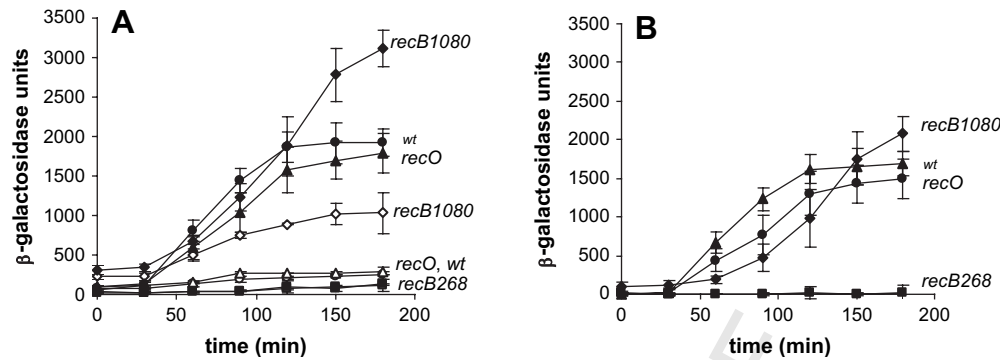 A
β-galactosidase units
3500
3000
2500
2000
1500
1000
500
0
0
50
100
150
200
time (min)
recB1080
wt
recO
recB1080
recO, wt
recB268
B
β-galactosidase units
3500
3000
2500
2000
1500
1000
500
0
0
50
100
150
200
time (min)
recB1080
wt
recO
recB268